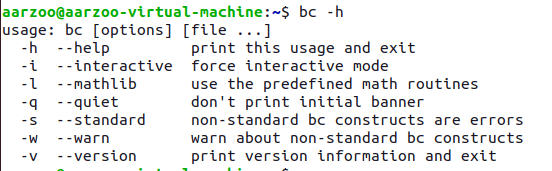 aarzoo@aarzoo-virtual-machine:~$ bc -h
usage: bc [options] [file ...]
  -h  --help         print this usage and exit
  -i  --interactive  force interactive mode
  -l  --mathlib      use the predefined math routines
  -q  --quiet        don't print initial banner
  -s  --standard     non-standard bc constructs are errors
  -w  --warn         warn about non-standard bc constructs
  -v  --version      print version information and exit